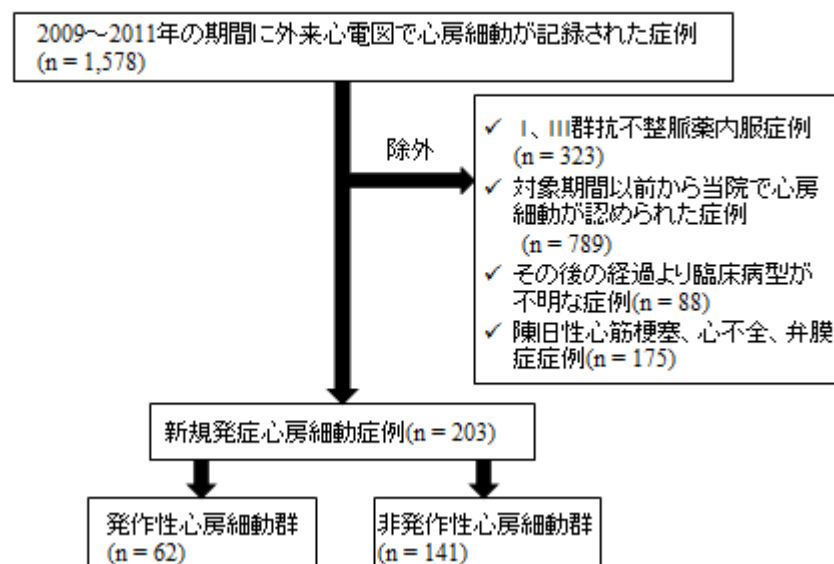 2009～2011年の期間に外来心電図で心房細動が記録された症例
(n = 1,578)
除外
✓ I、III群抗不整脈薬内服症例
(n = 323)
✓ 対象期間以前から当院で心房
細動が認められた症例
(n = 789)
✓ その後の経過より臨床病型が
不明な症例(n = 88)
✓ 陳旧性心筋梗塞、心不全、弁膜
症症例(n = 175)
新規発症心房細動症例(n = 203)
発作性心房細動群
(n = 62)
非発作性心房細動群
(n = 141)